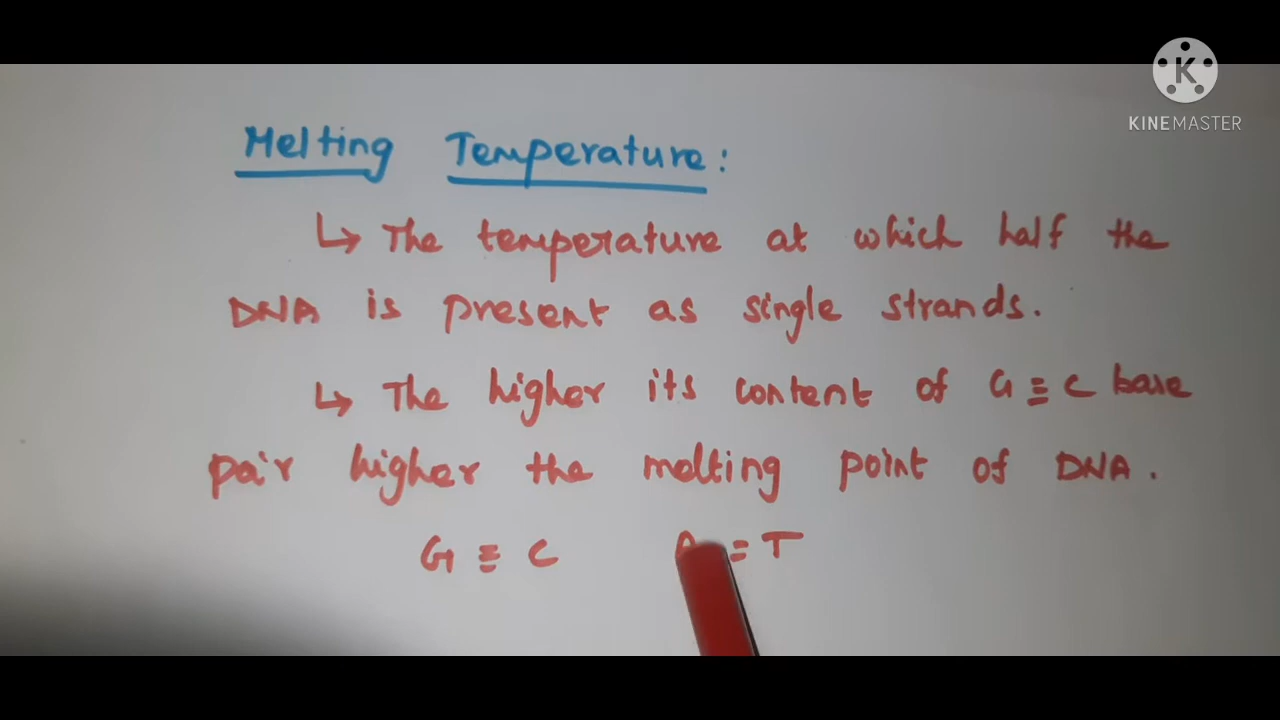 K
KINEMASTER
Melting Temperature:
↳ The temperature at which half the
DNA is present as single strands.
↳ The higher its content of G≡C base
pair higher the melting point of DNA.
G≡C = T